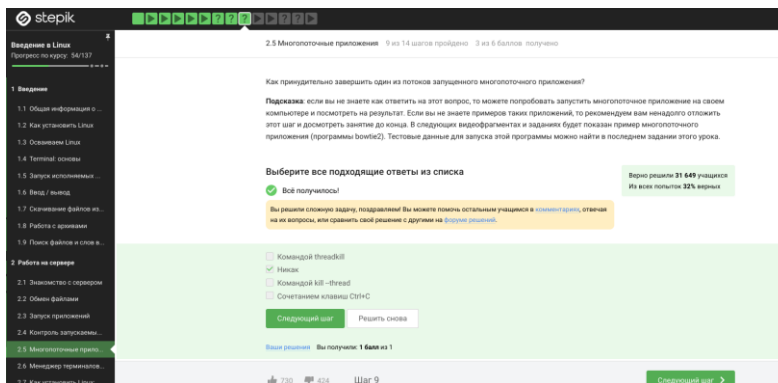 stepik
Введение в Linux
Прогресс по курсу: 54/137
1 Введение
1.1 Общая информация о ...
1.2 Как установить Linux
1.3 Осваиваем Linux
1.4 Terminal: основы
1.5 Запуск исполняемых ...
1.6 Ввод / вывод
1.7 Скачивание файлов из...
1.8 Работа с архивами
1.9 Поиск файлов и слов в...
2 Работа на сервере
2.1 Знакомство с сервером
2.2 Обмен файлами
2.3 Запуск приложений
2.4 Контроль запускаемы...
2.5 Многопоточные прило...
2.6 Менеджер терминалов...
2.7 Как установить Linux:
2.5 Многопоточные приложения 9 из 14 шагов пройдено 3 из 6 баллов получено
Как принудительно завершить один из потоков запущенного многопоточного приложения?
Подсказка: если вы не знаете как ответить на этот вопрос, то можете попробовать запустить многопоточное приложение на своем
компьютере и посмотреть на результат. Если вы не знаете примеров таких приложений, то рекомендуем вам ненадолго отложить
этот шаг и досмотреть занятие до конца. В следующих видеофрагментах и заданиях будет показан пример многопоточного
приложения (программы bowtie2). Тестовые данные для запуска этой программы можно найти в последнем задании этого урока.
Выберите все подходящие ответы из списка
Всё получилось!
Верно решили 31 649 учащихся
Из всех попыток 32% верных
Вы решили сложную задачу, поздравляем! Вы можете помочь остальным учащимся в комментариях, отвечая
на их вопросы, или сравнить своё решение с другими на форуме решений.
Командой threadkill
Никак
Командой kill --thread
Сочетанием клавиш Ctrl+C
Следующий шаг Решить снова
Ваши решения Вы получили: 1 балл из 1
730 424 Шаг 9 Следующий шаг